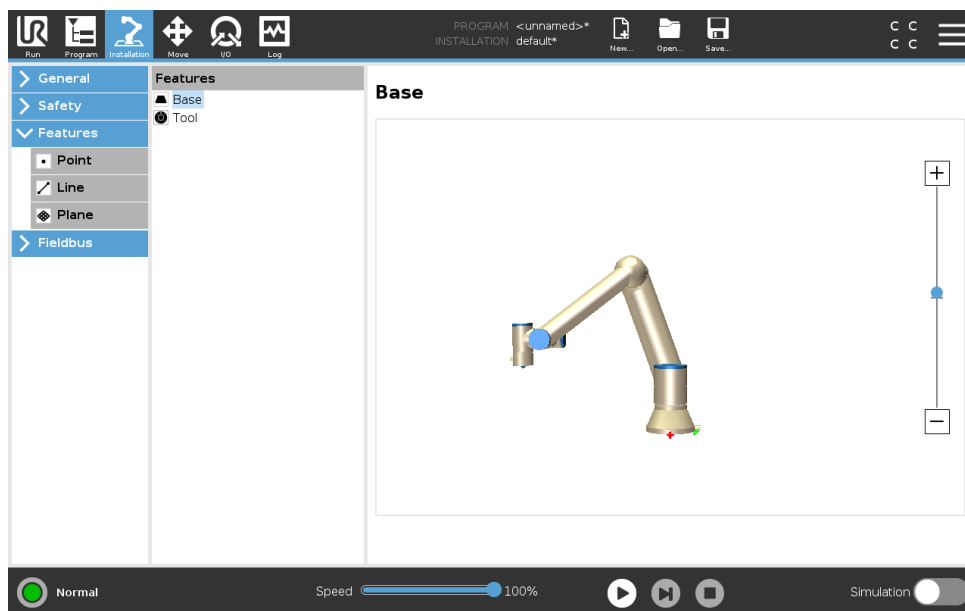 UR
Run
Program
Installation
Move
I/O
Log
PROGRAM <unnamed>*
INSTALLATION default*
New...
Open...
Save...
C C
C C
General
Safety
Features
Point
Line
Plane
Fieldbus
Features
Base
Tool
Base
+
−
Normal
Speed
100%
Simulation